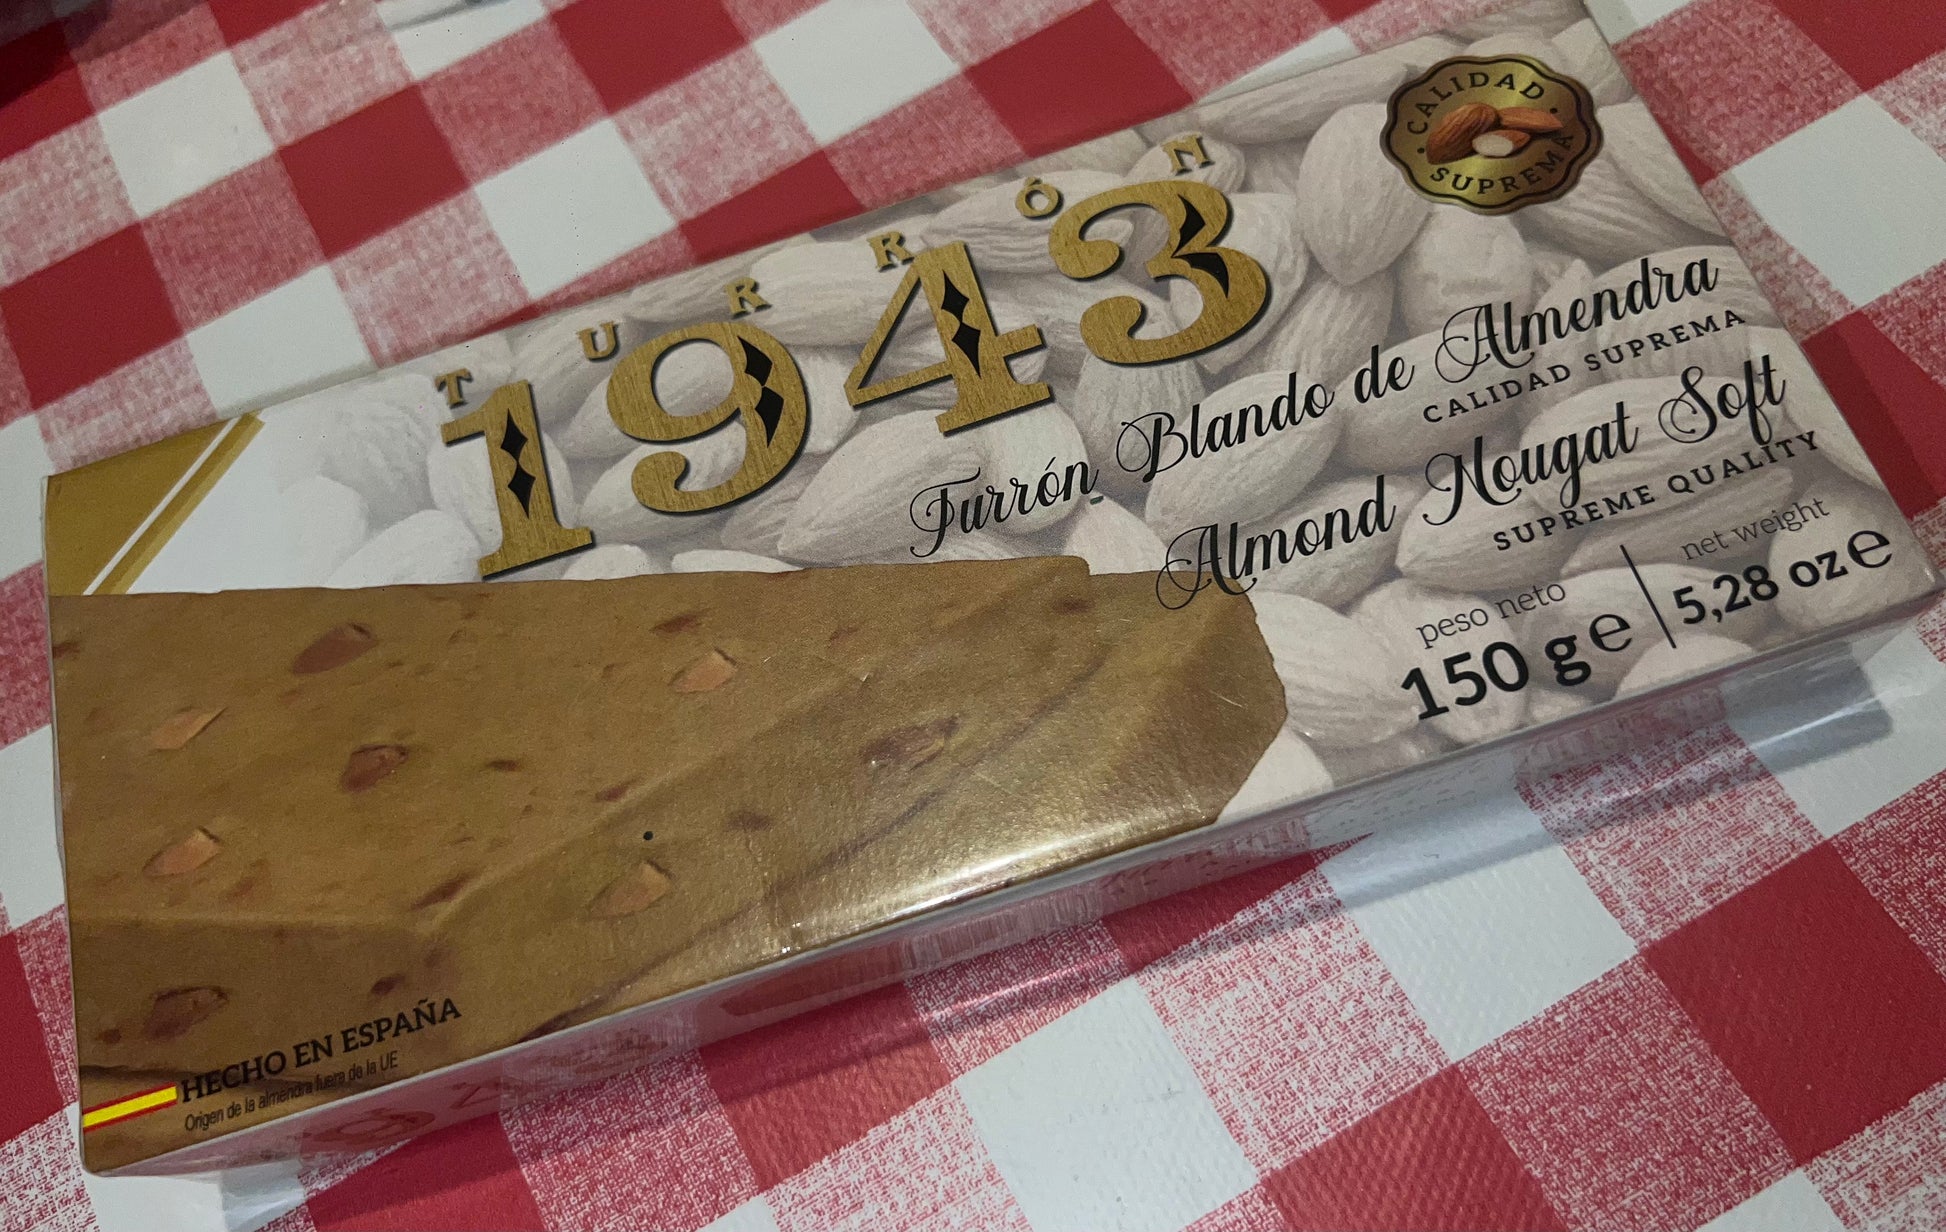 CALIDAD
SUPREMA
TURRÓN
1943
Turrón Blando de Almendra
CALIDAD SUPREMA
Almond Nougat Soft
SUPREME QUALITY
peso neto
150 g e
net weight
5,28 oz e
HECHO EN ESPAÑA
Origen de la almendra fuera de la UE